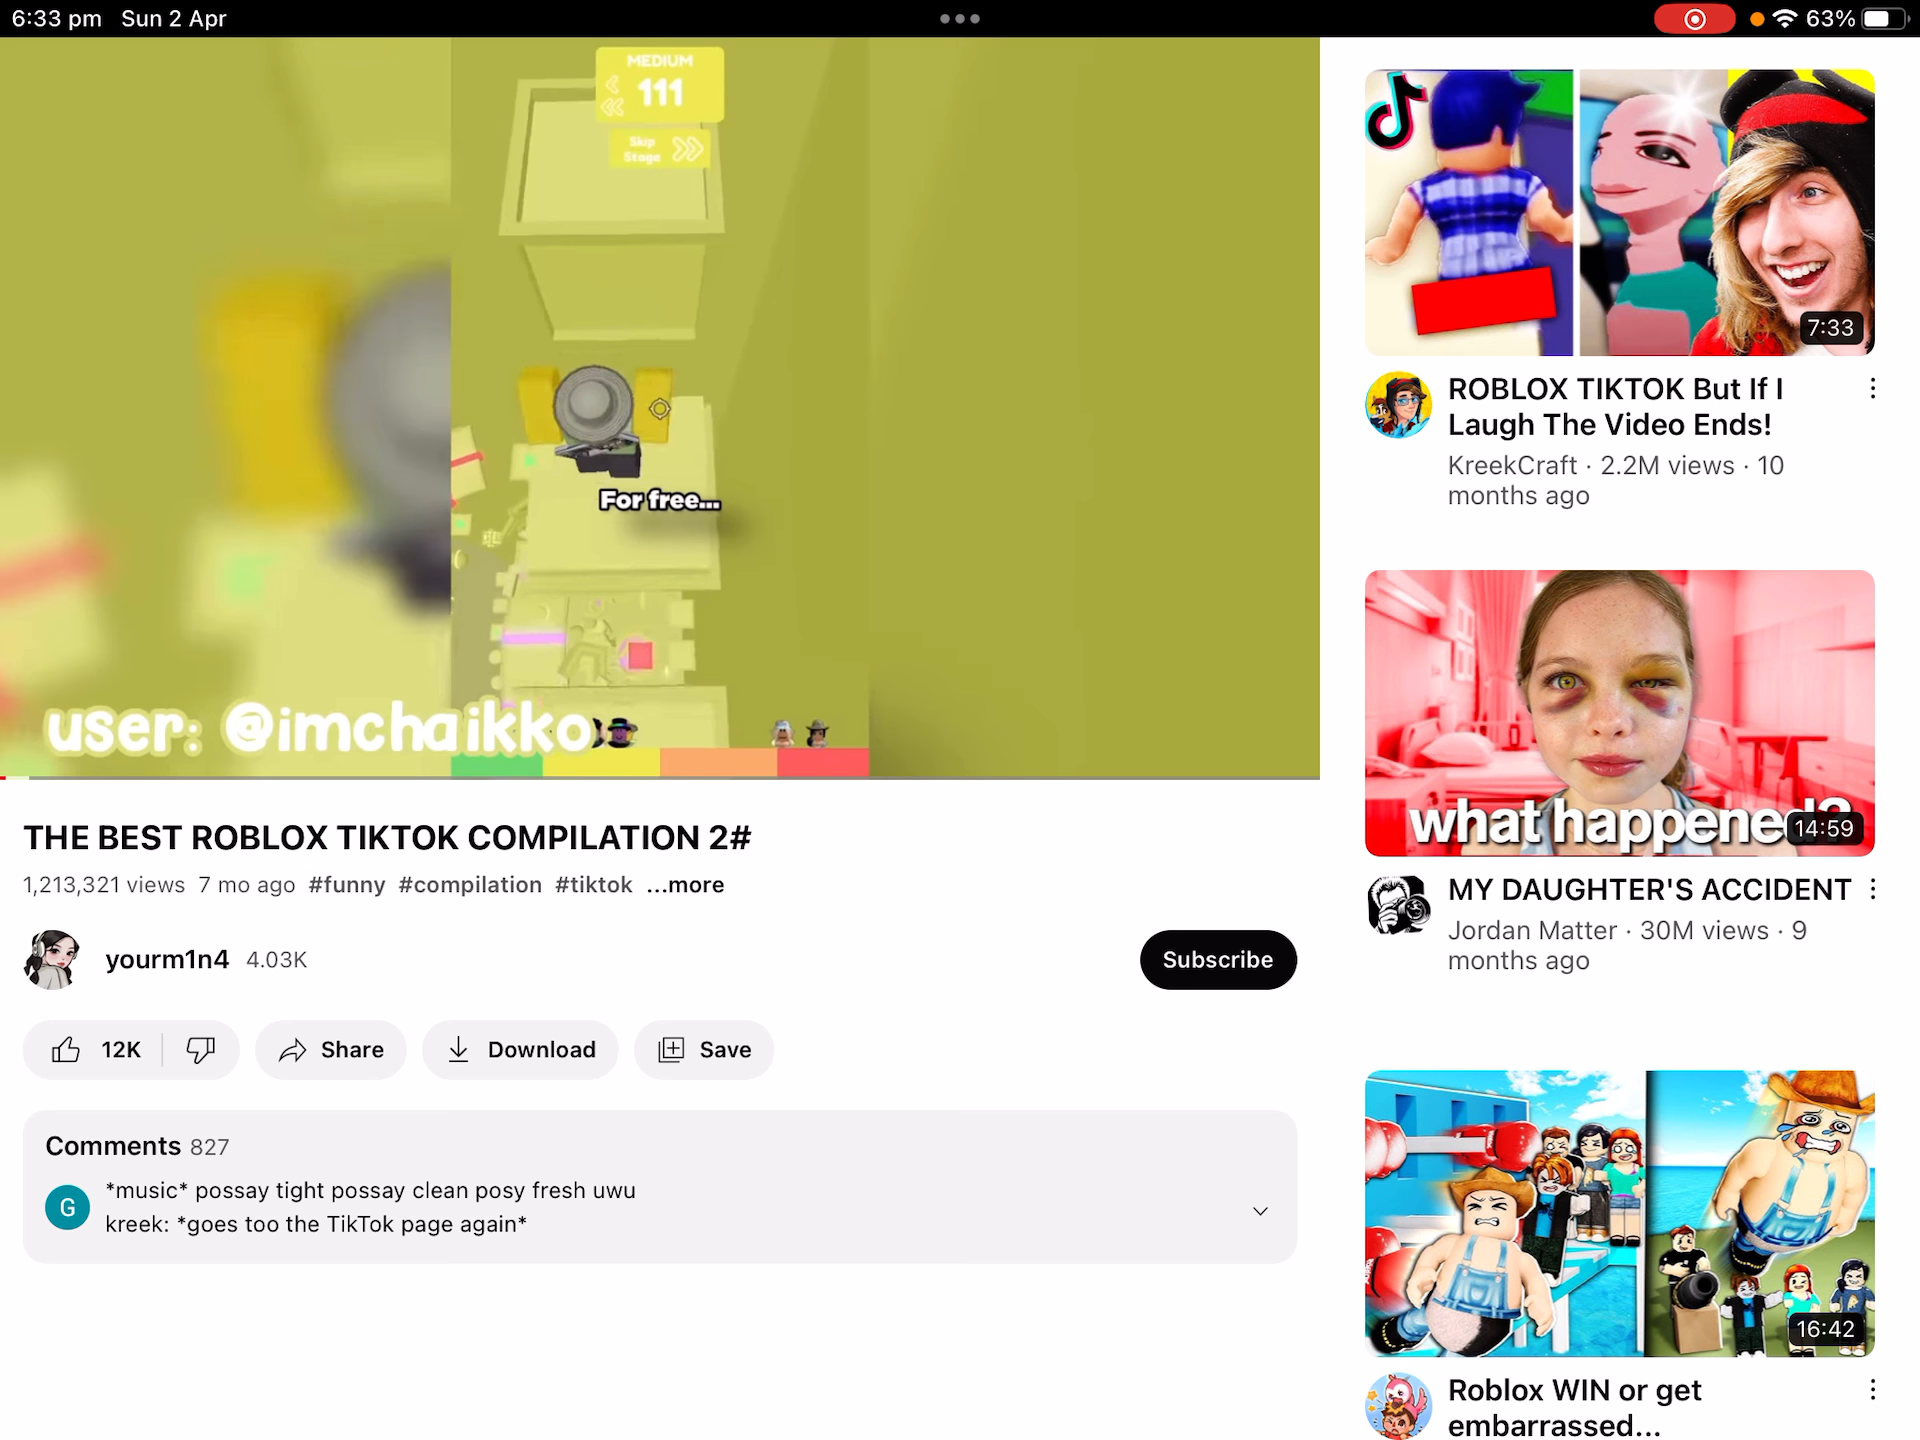 6:33 pm Sun 2 Apr
63%
MEDIUM
111
Skip
Stage
For free...
user: @imchaikko
THE BEST ROBLOX TIKTOK COMPILATION 2#
1,213,321 views 7 mo ago #funny #compilation #tiktok ...more
yourm1n4 4.03K
Subscribe
12K
Share
Download
Save
Comments 827
G
*music* possay tight possay clean posy fresh uwu
kreek: *goes too the TikTok page again*
7:33
ROBLOX TIKTOK But If I
Laugh The Video Ends!
KreekCraft · 2.2M views · 10
months ago
what happened?
14:59
MY DAUGHTER'S ACCIDENT
Jordan Matter · 30M views · 9
months ago
16:42
Roblox WIN or get
embarrassed...